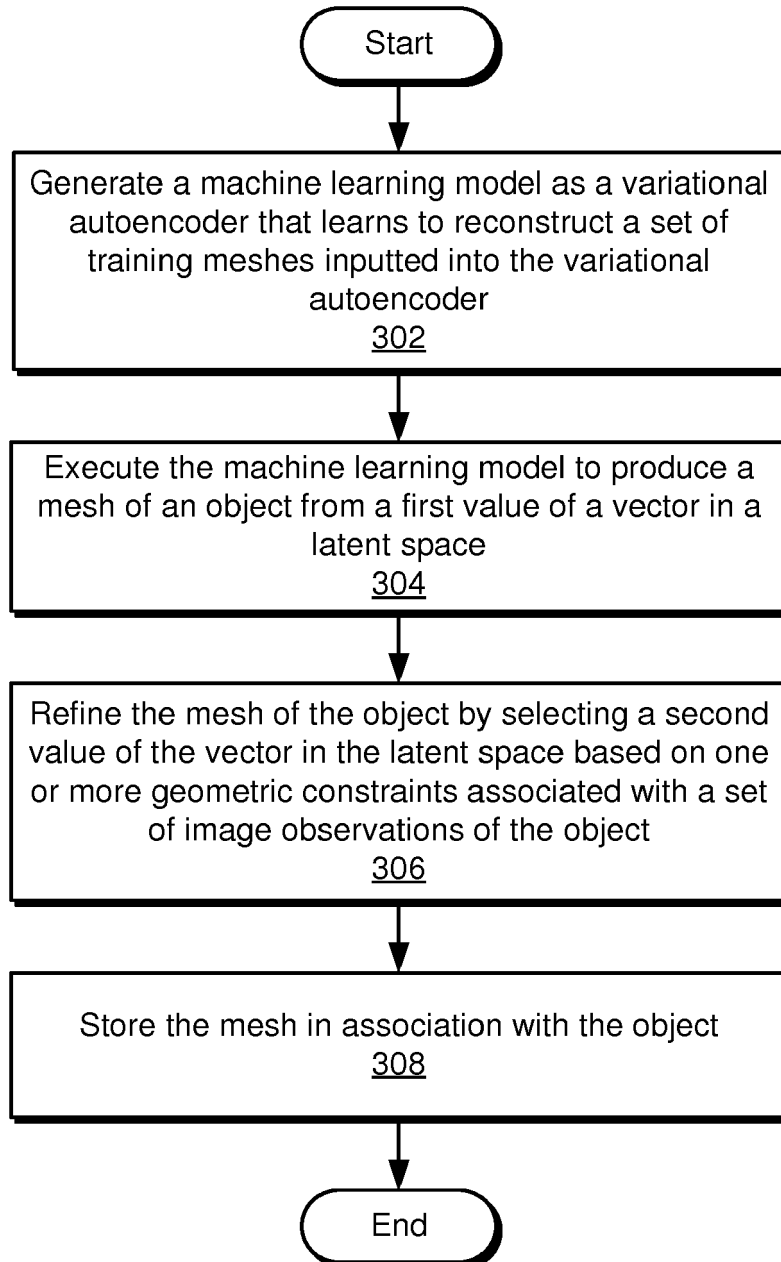 Start
Generate a machine learning model as a variational
autoencoder that learns to reconstruct a set of
training meshes inputted into the variational
autoencoder
302
Execute the machine learning model to produce a
mesh of an object from a first value of a vector in a
latent space
304
Refine the mesh of the object by selecting a second
value of the vector in the latent space based on one
or more geometric constraints associated with a set
of image observations of the object
306
Store the mesh in association with the object
308
End